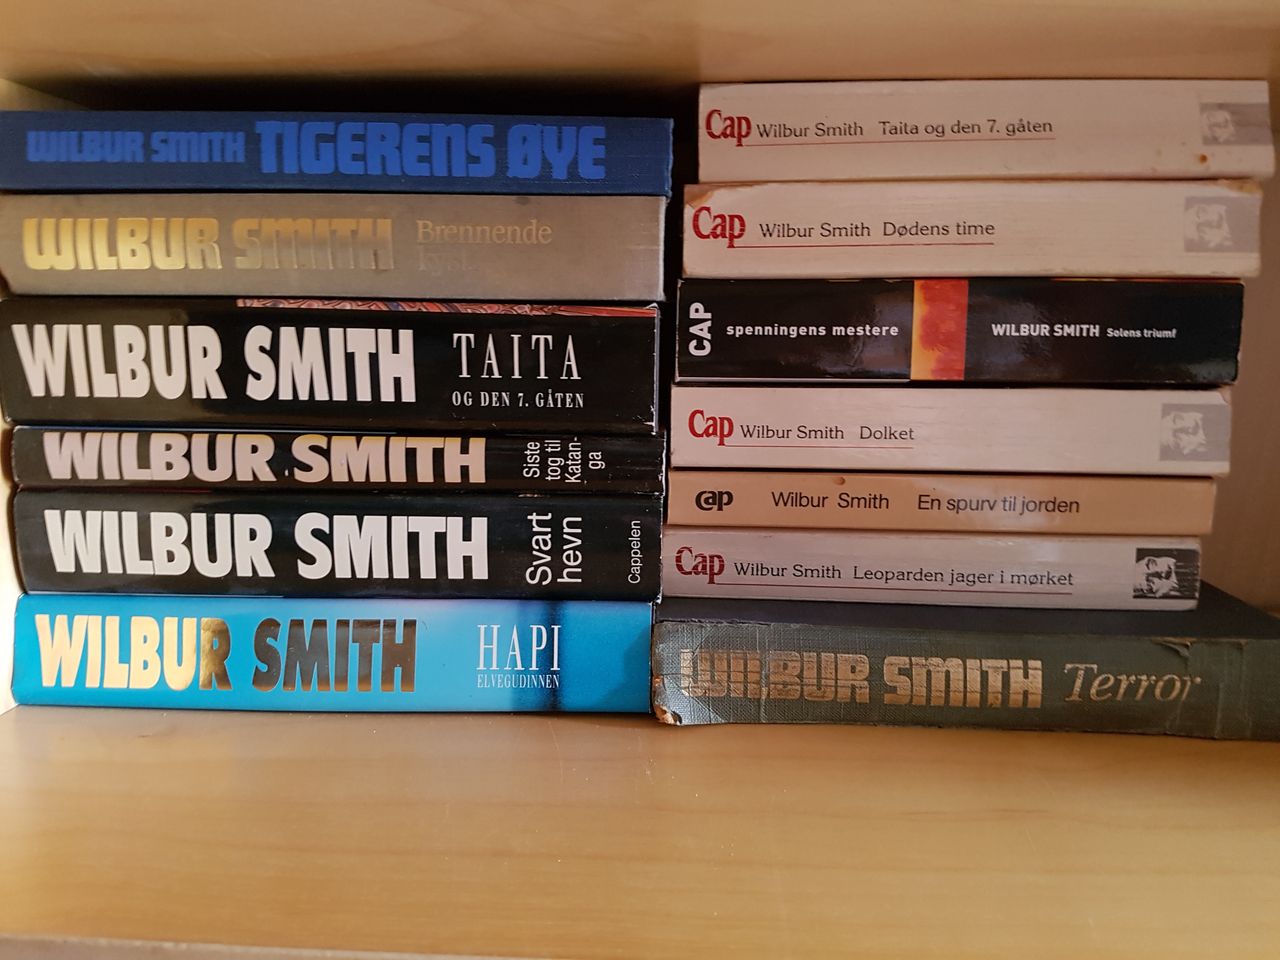 WILBUR SMITH TIGERENS ØYE
WILBUR SMITH Brennende
kyst
WILBUR SMITH TAITA
OG DEN 7. GÅTEN
WILBUR SMITH Siste
tog til
Katan-
ga
WILBUR SMITH Svart
hevn
Cappelen
WILBUR SMITH HAPI
ELVEGUDINNEN
Cap Wilbur Smith Taita og den 7. gåten
Cap Wilbur Smith Dødens time
CAP spenningens mestere WILBUR SMITH Solens triumf
Cap Wilbur Smith Dolket
Cap Wilbur Smith En spurv til jorden
Cap Wilbur Smith Leoparden jager i mørket
WILBUR SMITH Terror